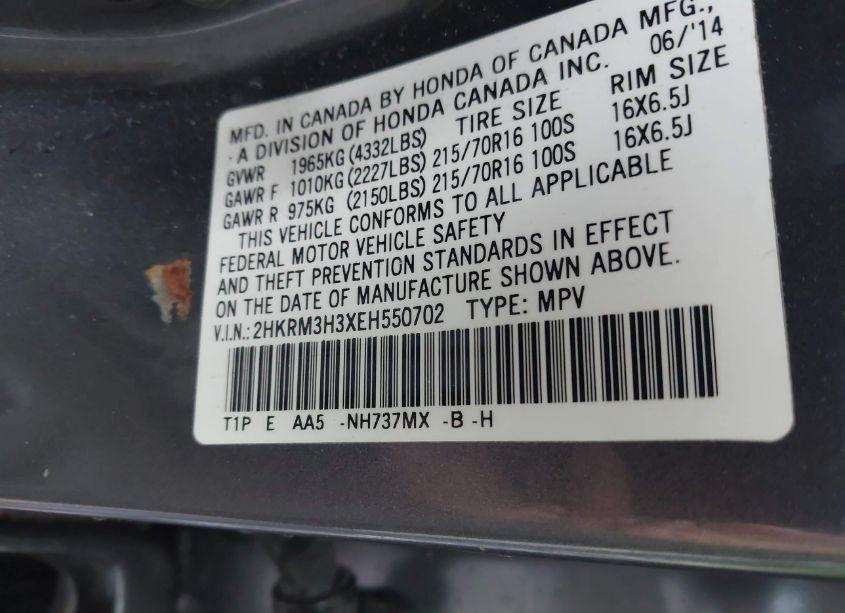 MFD. IN CANADA BY HONDA OF CANADA MFG.,
- A DIVISION OF HONDA CANADA INC. 06/'14
GVWR 1965KG (4332LBS) TIRE SIZE RIM SIZE
GAWR F 1010KG (2227LBS) 215/70R16 100S 16X6.5J
GAWR R 975KG (2150LBS) 215/70R16 100S 16X6.5J
THIS VEHICLE CONFORMS TO ALL APPLICABLE
FEDERAL MOTOR VEHICLE SAFETY
AND THEFT PREVENTION STANDARDS IN EFFECT
ON THE DATE OF MANUFACTURE SHOWN ABOVE.
V.I.N.: 2HKRM3H3XEH550702 TYPE: MPV
T1P E AA5 -NH737MX -B -H